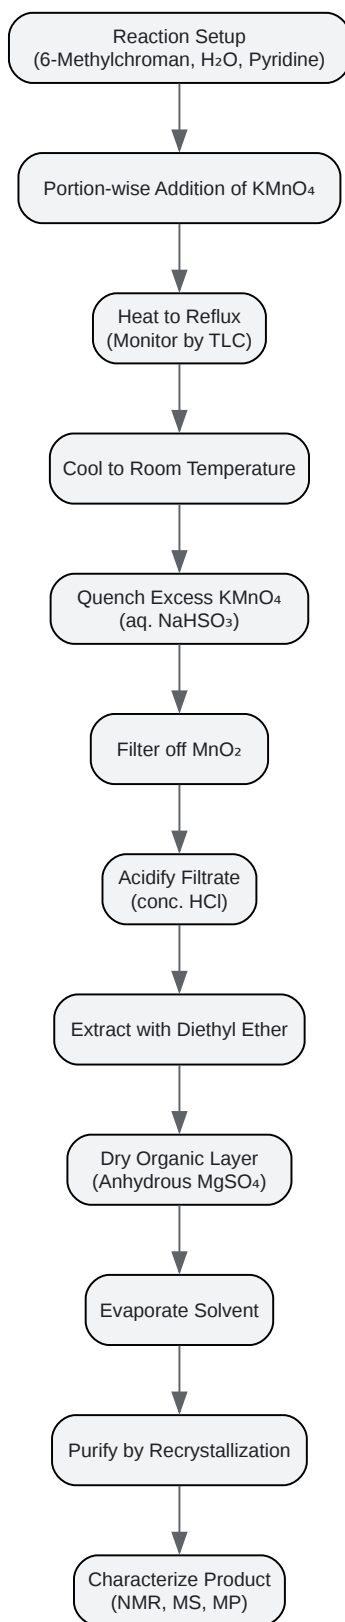 Reaction Setup
(6-Methylchroman, H₂O, Pyridine)
Portion-wise Addition of KMnO₄
Heat to Reflux
(Monitor by TLC)
Cool to Room Temperature
Quench Excess KMnO₄
(aq. NaHSO₃)
Filter off MnO₂
Acidify Filtrate
(conc. HCl)
Extract with Diethyl Ether
Dry Organic Layer
(Anhydrous MgSO₄)
Evaporate Solvent
Purify by Recrystallization
Characterize Product
(NMR, MS, MP)